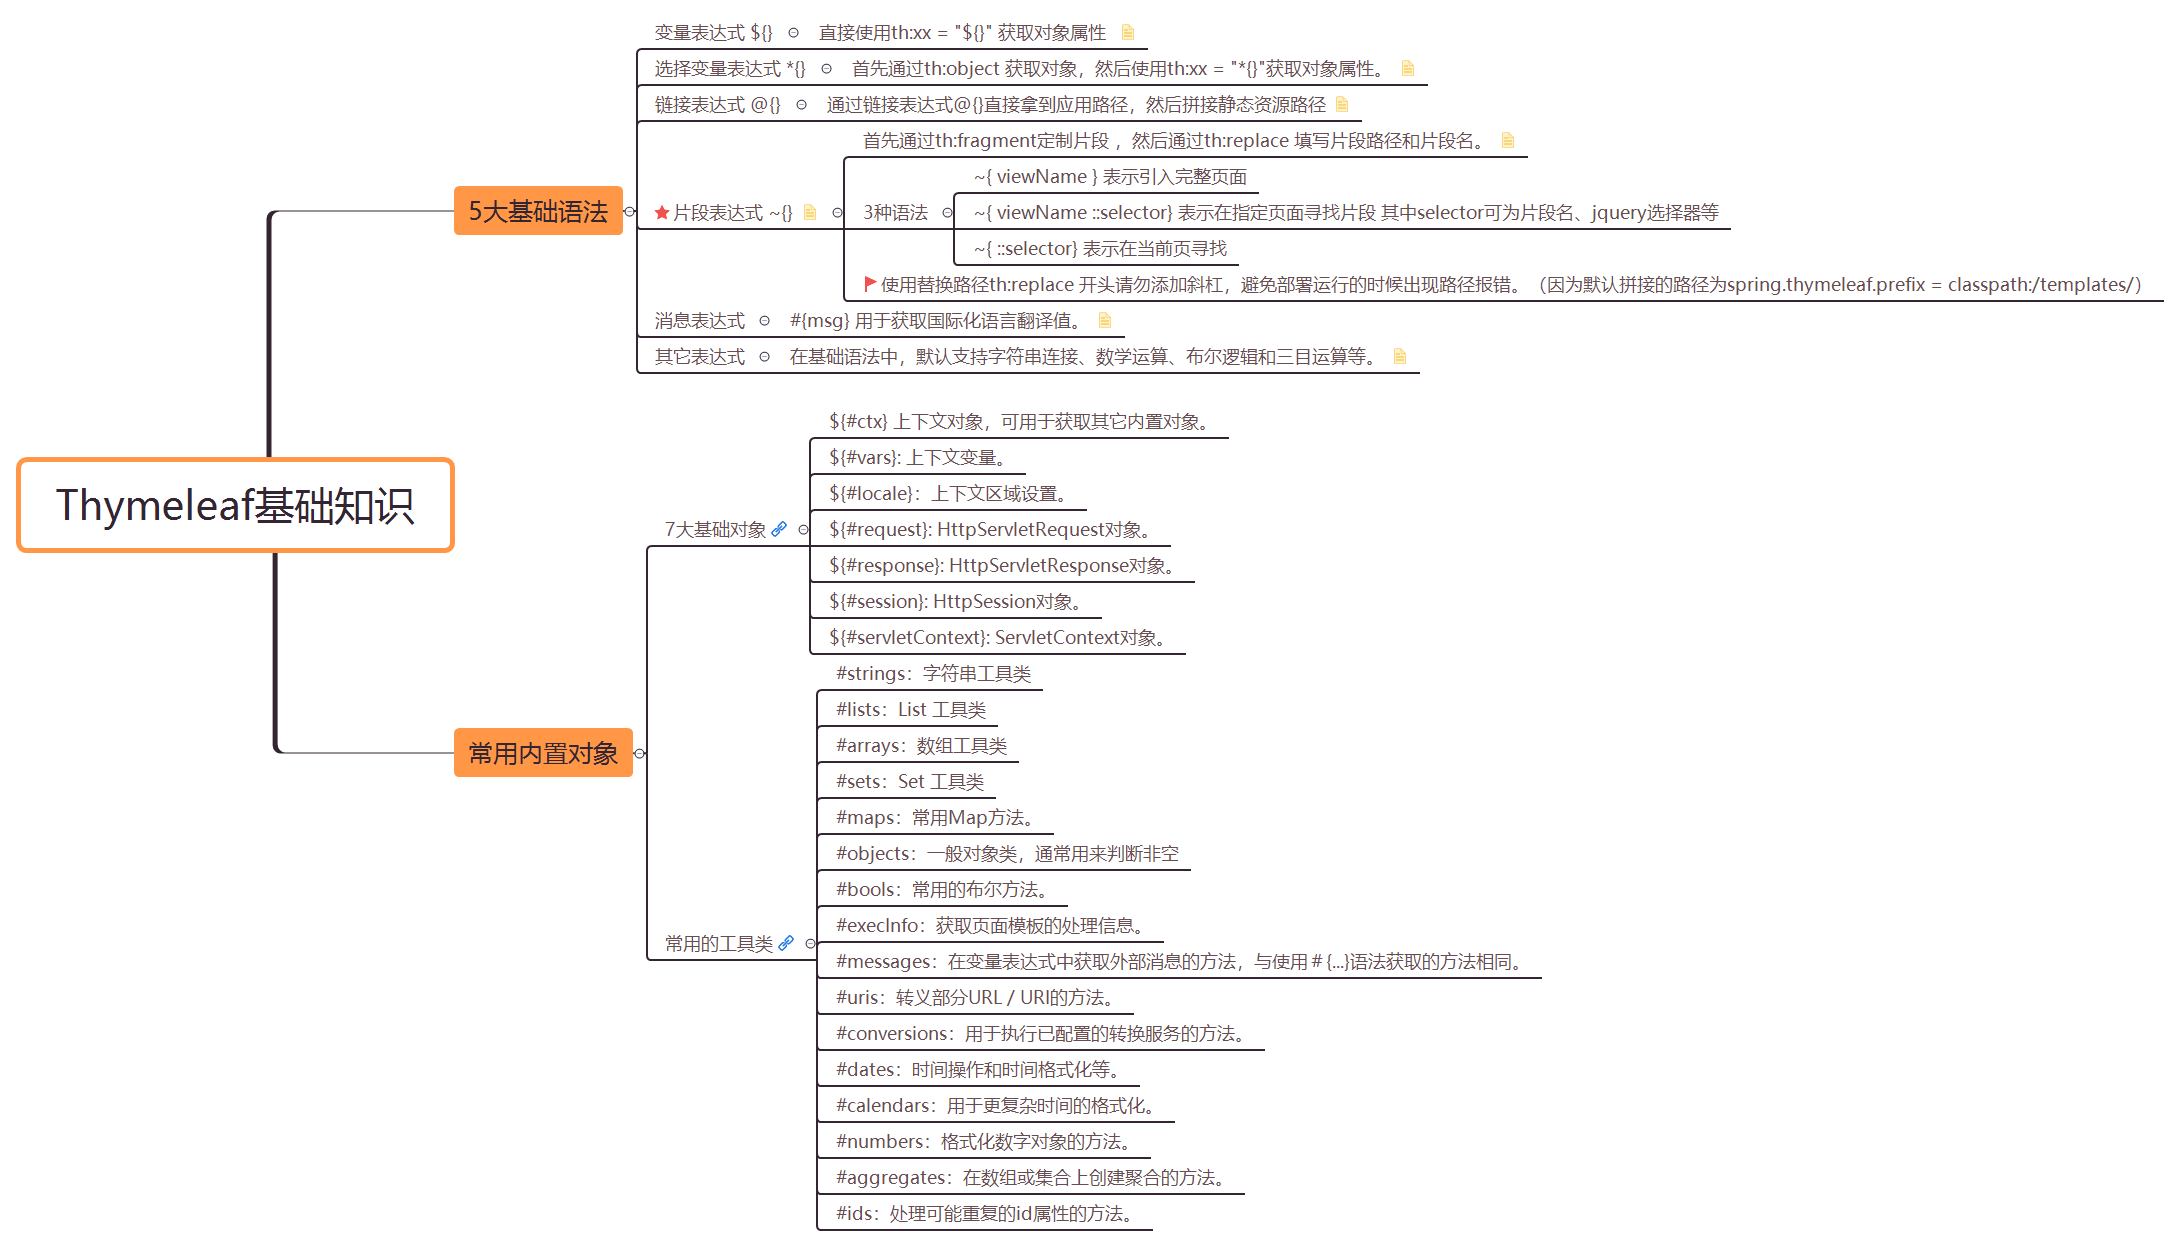 Thymeleaf基础知识
5大基础语法
变量表达式 ${}
直接使用th:xx = "${}" 获取对象属性
选择变量表达式 *{}
首先通过th:object 获取对象，然后使用th:xx = "*{}"获取对象属性。
链接表达式 @{}
通过链接表达式@{}直接拿到应用路径，然后拼接静态资源路径
片段表达式 ~{}
首先通过th:fragment定制片段 ，然后通过th:replace 填写片段路径和片段名。
3种语法
~{ viewName } 表示引入完整页面
~{ viewName ::selector} 表示在指定页面寻找片段 其中selector可为片段名、jquery选择器等
~{ ::selector} 表示在当前页寻找
使用替换路径th:replace 开头请勿添加斜杠，避免部署运行的时候出现路径报错。（因为默认拼接的路径为spring.thymeleaf.prefix = classpath:/templates/）
消息表达式
#{msg} 用于获取国际化语言翻译值。
其它表达式
在基础语法中，默认支持字符串连接、数学运算、布尔逻辑和三目运算等。
常用内置对象
7大基础对象
${#ctx} 上下文对象，可用于获取其它内置对象。
${#vars}: 上下文变量。
${#locale}：上下文区域设置。
${#request}: HttpServletRequest对象。
${#response}: HttpServletResponse对象。
${#session}: HttpSession对象。
${#servletContext}: ServletContext对象。
常用的工具类
#strings：字符串工具类
#lists：List 工具类
#arrays：数组工具类
#sets：Set 工具类
#maps：常用Map方法。
#objects：一般对象类，通常用来判断非空
#bools：常用的布尔方法。
#execInfo：获取页面模板的处理信息。
#messages：在变量表达式中获取外部消息的方法，与使用＃{...}语法获取的方法相同。
#uris：转义部分URL / URI的方法。
#conversions：用于执行已配置的转换服务的方法。
#dates：时间操作和时间格式化等。
#calendars：用于更复杂时间的格式化。
#numbers：格式化数字对象的方法。
#aggregates：在数组或集合上创建聚合的方法。
#ids：处理可能重复的id属性的方法。